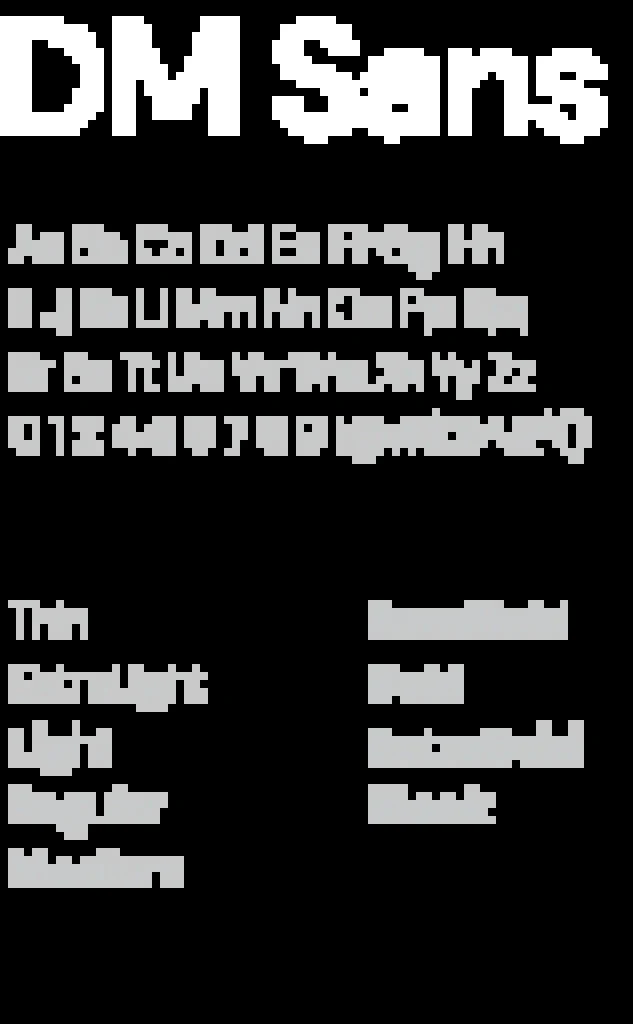 DM Sans
Aa Bb Cc Dd Ee Ff Gg Hh
Ii Jj Kk Ll Mm Nn Oo Pp Qq
Rr Ss Tt Uu Vv Ww Xx Yy Zz
0 1 2 3 4 5 6 7 8 9
Thin
ExtraLight
Light
Regular
Medium
SemiBold
Bold
ExtraBold
Black